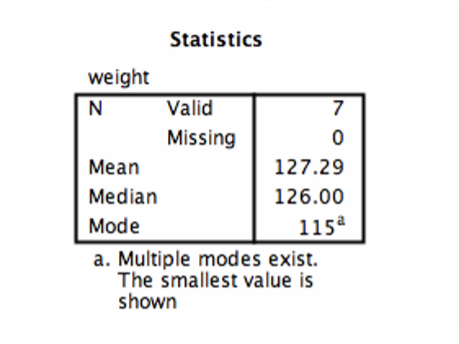 Statistics
weight
N Valid 7
Missing 0
Mean 127.29
Median 126.00
Mode 115a
a. Multiple modes exist.
The smallest value is
shown